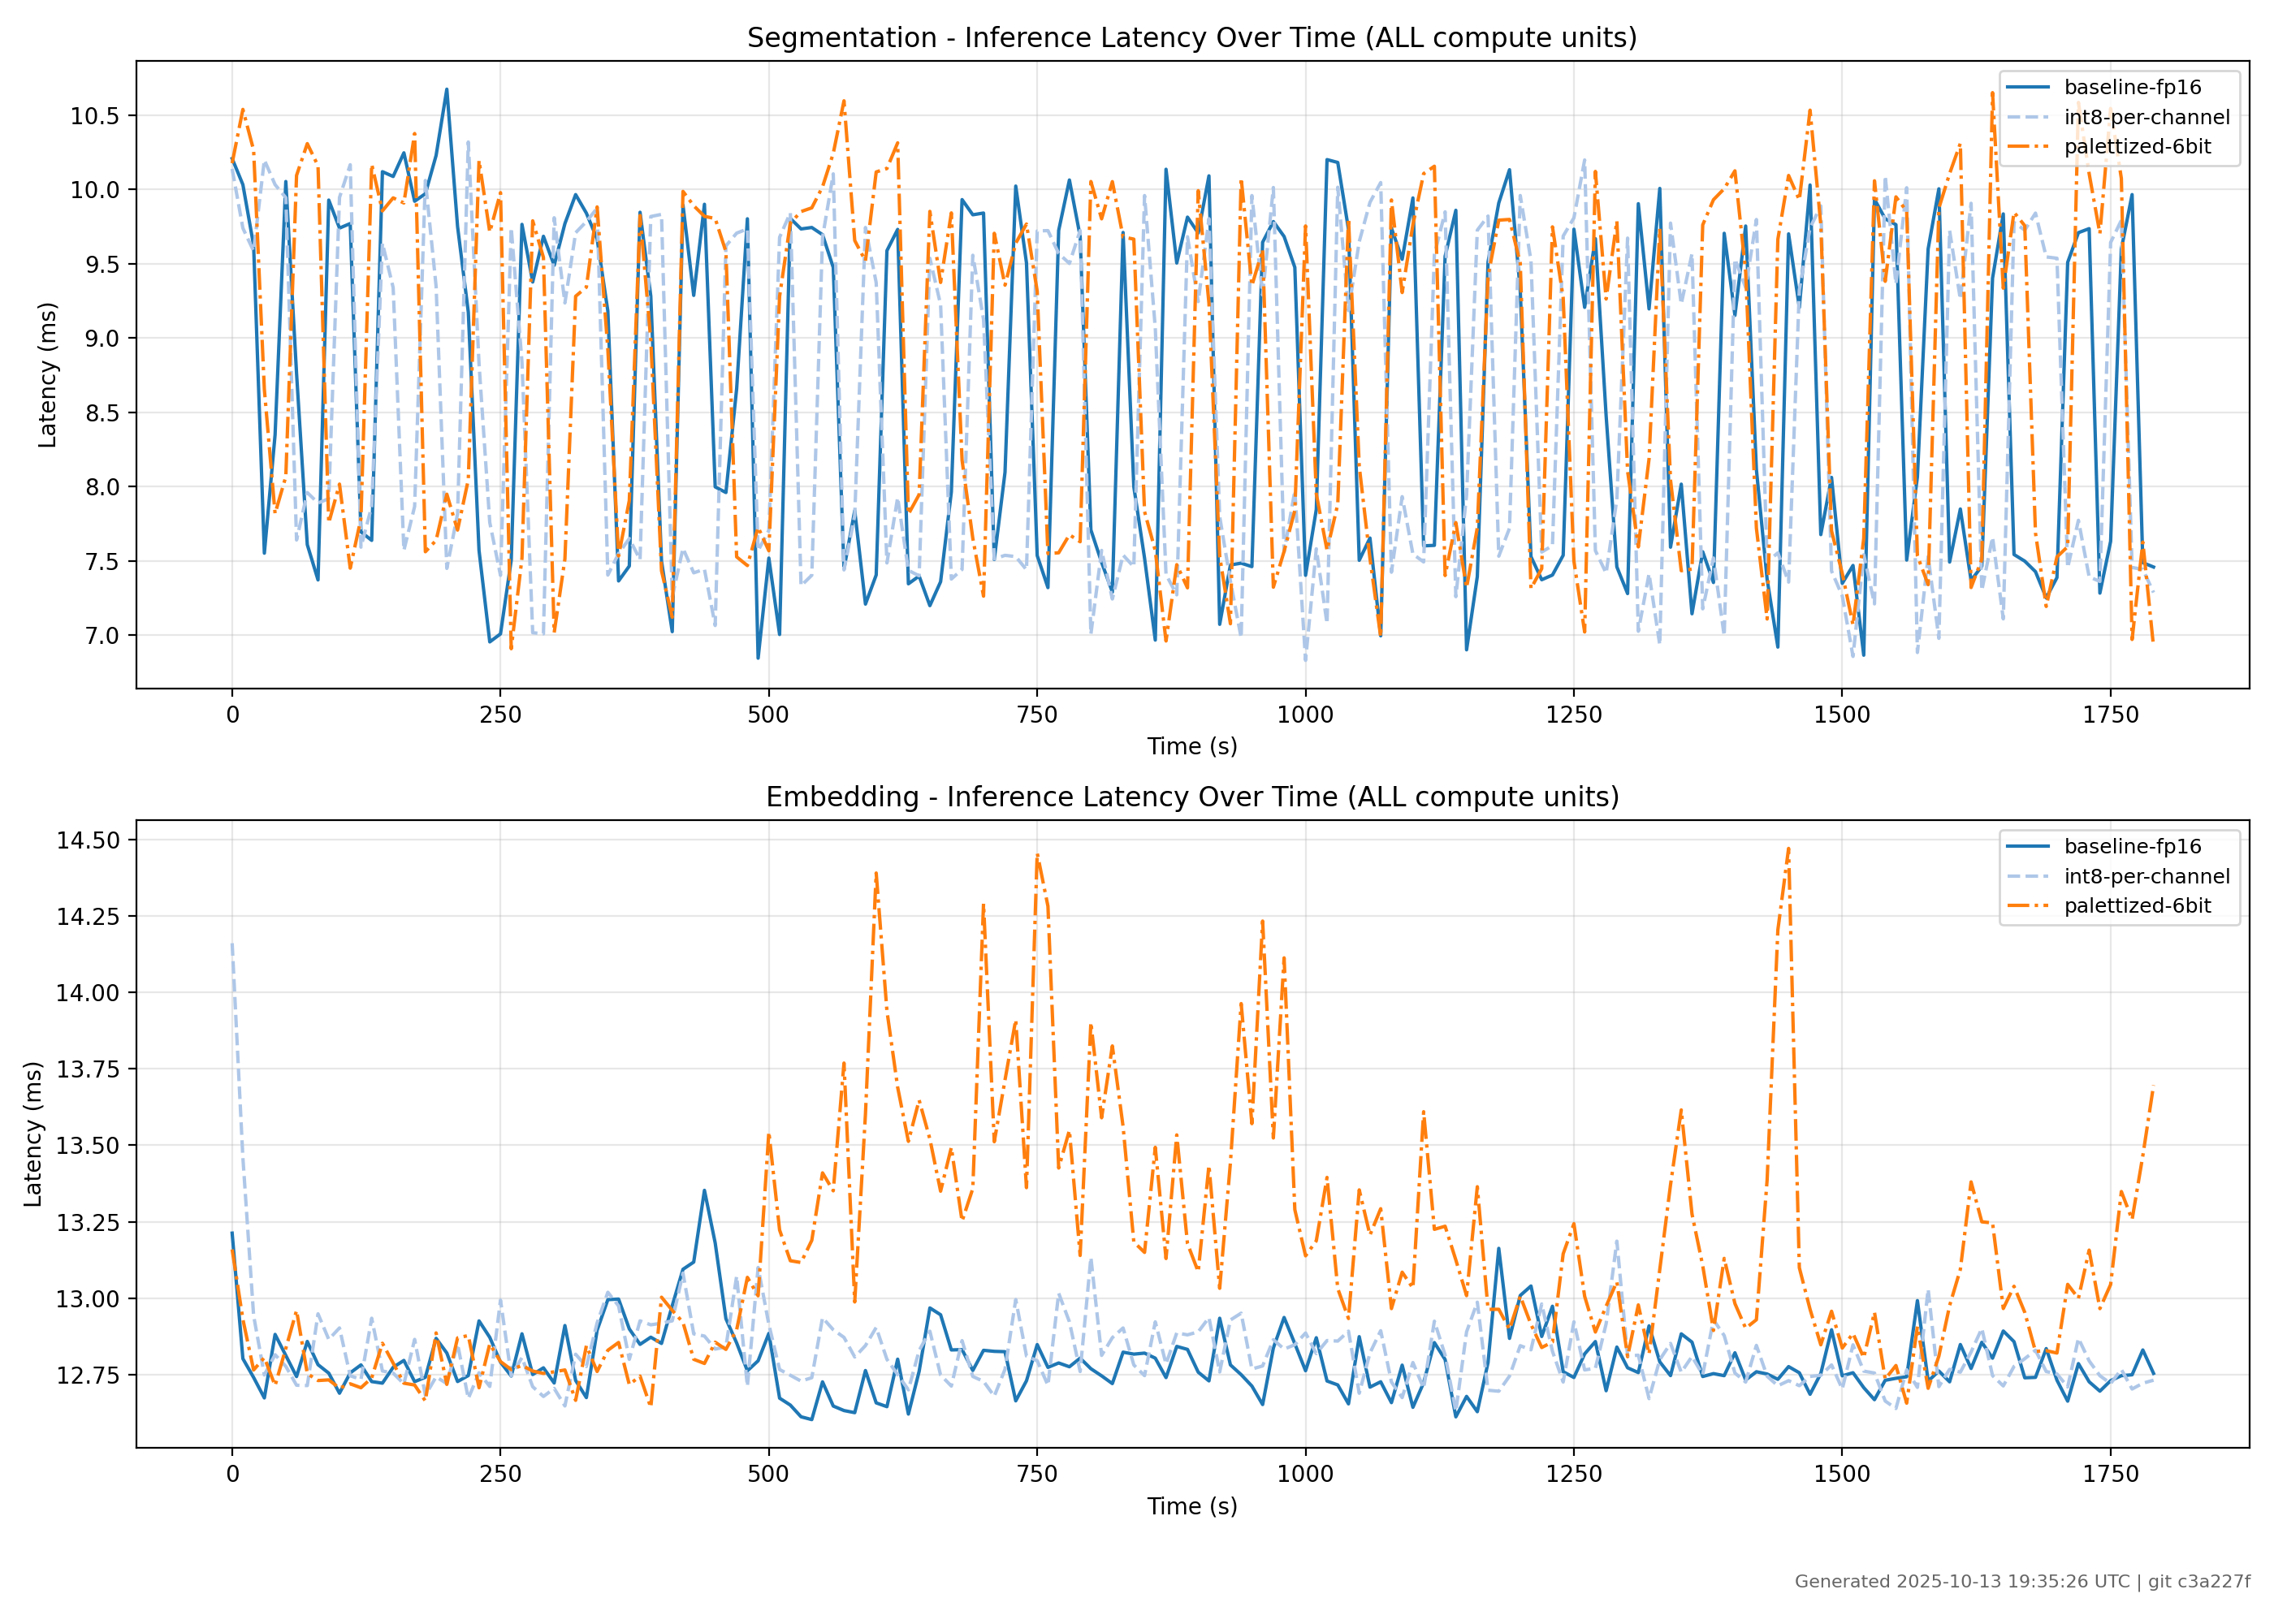 Segmentation - Inference Latency Over Time (ALL compute units)
baseline-fp16
int8-per-channel
palettized-6bit
10.5
10.0
9.5
9.0
8.5
8.0
7.5
7.0
Latency (ms)
0 250 500 750 1000 1250 1500 1750
Time (s)
Embedding - Inference Latency Over Time (ALL compute units)
baseline-fp16
int8-per-channel
palettized-6bit
14.50
14.25
14.00
13.75
13.50
13.25
13.00
12.75
Latency (ms)
0 250 500 750 1000 1250 1500 1750
Time (s)
Generated 2025-10-13 19:35:26 UTC | git c3a227f